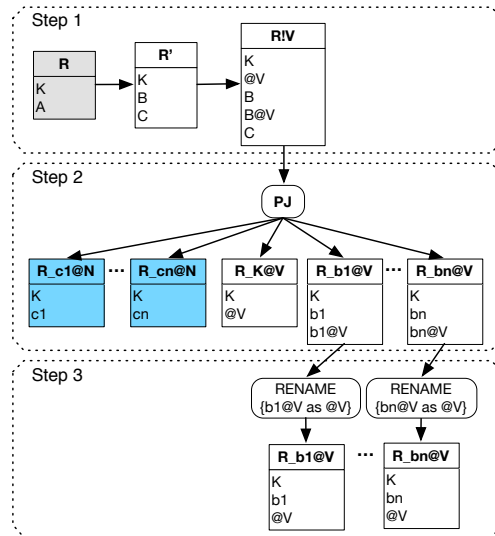 Step 1
R
K
A
R'
K
B
C
R!V
K
@V
B
B@V
C
Step 2
PJ
R_c1@N
K
c1
...
R_cn@N
K
cn
R_K@V
K
@V
R_b1@V
K
b1
b1@V
...
R_bn@V
K
bn
bn@V
Step 3
RENAME
{b1@V as @V}
RENAME
{bn@V as @V}
R_b1@V
K
b1
@V
...
R_bn@V
K
bn
@V